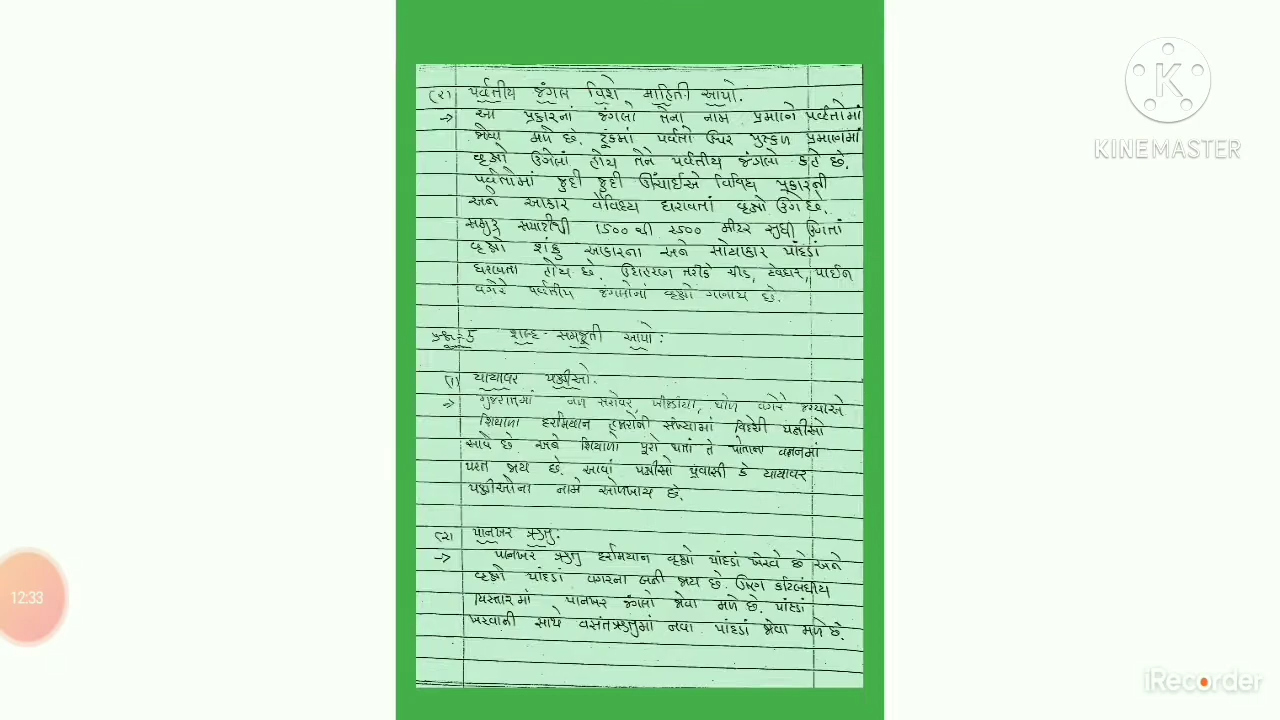 (૨) પર્વતીય જંગલ વિશે માહિતી આપો.
→ આ પ્રકારનાં જંગલો તેના નામ પ્રમાણે પર્વતોમાં
જોવા મળે છે. ટૂંકમાં પર્વતો ઉપર પુષ્કળ પ્રમાણમાં
વૃક્ષો ઉગેલાં હોય તેને પર્વતીય જંગલો કહે છે.
પર્વતોમાં જુદી જુદી ઊંચાઈએ વિવિધ પ્રકારની
અને આકાર વૈવિધ્ય ધરાવતાં વૃક્ષો ઉગે છે.
સમુદ્ર સપાટીથી ૧૫૦૦ થી ૨૫૦૦ મીટર સુધી ઉગતાં
વૃક્ષો શંકુ આકારના અને સોયાકાર પાંદડાં
ધરાવતા હોય છે. ઉદાહરણ તરીકે ચીડ, દેવદાર, પાઈન
વગેરે પર્વતીય જંગલોનાં વૃક્ષો ગણાય છે.
પ્રશ્ન:-5 શબ્દ - સમજૂતી આપો :
(૧) યાયાવર પક્ષીઓ.
→ ગુજરાતમાં નળ સરોવર, ખીજડીયા, થોળ વગેરે જગ્યાએ
શિયાળા દરમિયાન હજારોની સંખ્યામાં વિદેશી પક્ષીઓ
આવે છે. અને શિયાળો પૂરો થતાં તે પોતાના વતનમાં
પરત જાય છે. આવાં પક્ષીઓ પ્રવાસી કે યાયાવર
પક્ષીઓના નામે ઓળખાય છે.
(૨) પાનખર ઋતુ.
→ પાનખર ઋતુ દરમિયાન વૃક્ષો પાંદડાં ખેરવે છે અને
વૃક્ષો પાંદડાં વગરના બની જાય છે. ઉષ્ણ કટિબંધીય
વિસ્તારમાં પાનખર જંગલો જોવા મળે છે. પાંદડાં
ખરવાની સાથે વસંતઋતુમાં નવા પાંદડાં જોવા મળે છે.
K
KINEMASTER
12:33
iRecorder